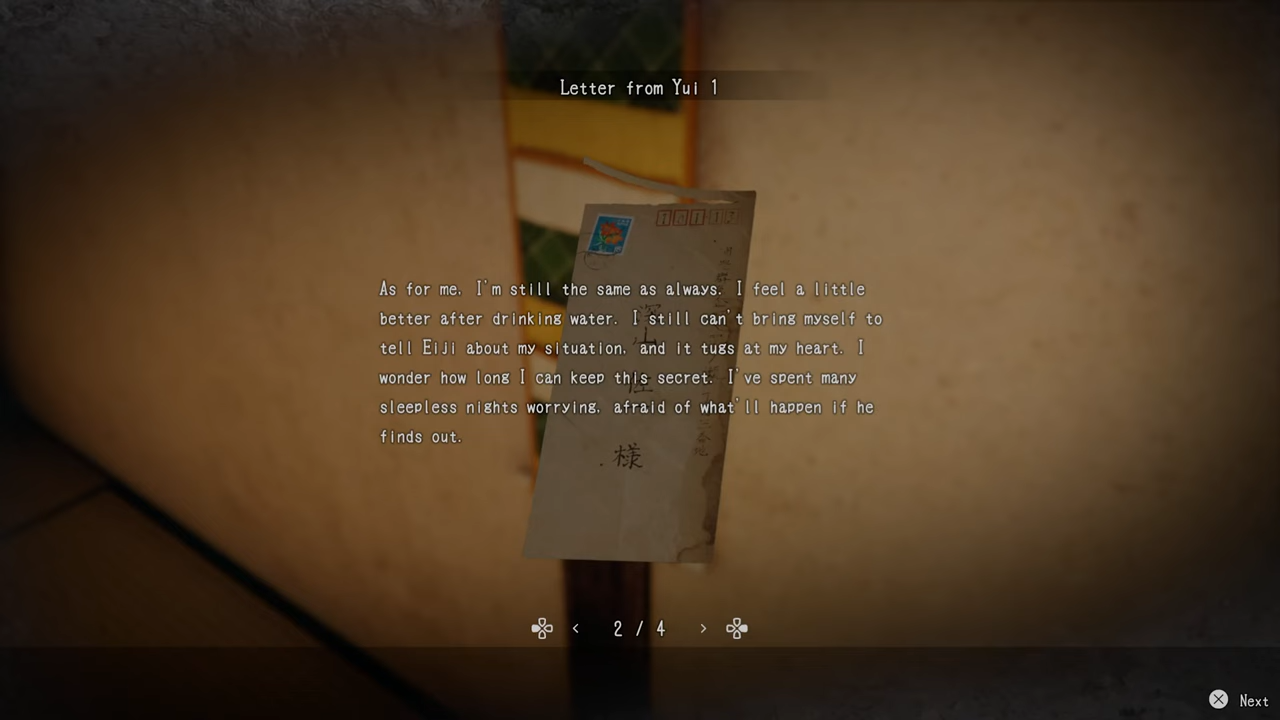 Letter from Yui 1
As for me, I'm still the same as always. I feel a little
better after drinking water. I still can't bring myself to
tell Eiji about my situation, and it tugs at my heart. I
wonder how long I can keep this secret. I've spent many
sleepless nights worrying, afraid of what'll happen if he
finds out.
様
< 2 / 4 >
Next